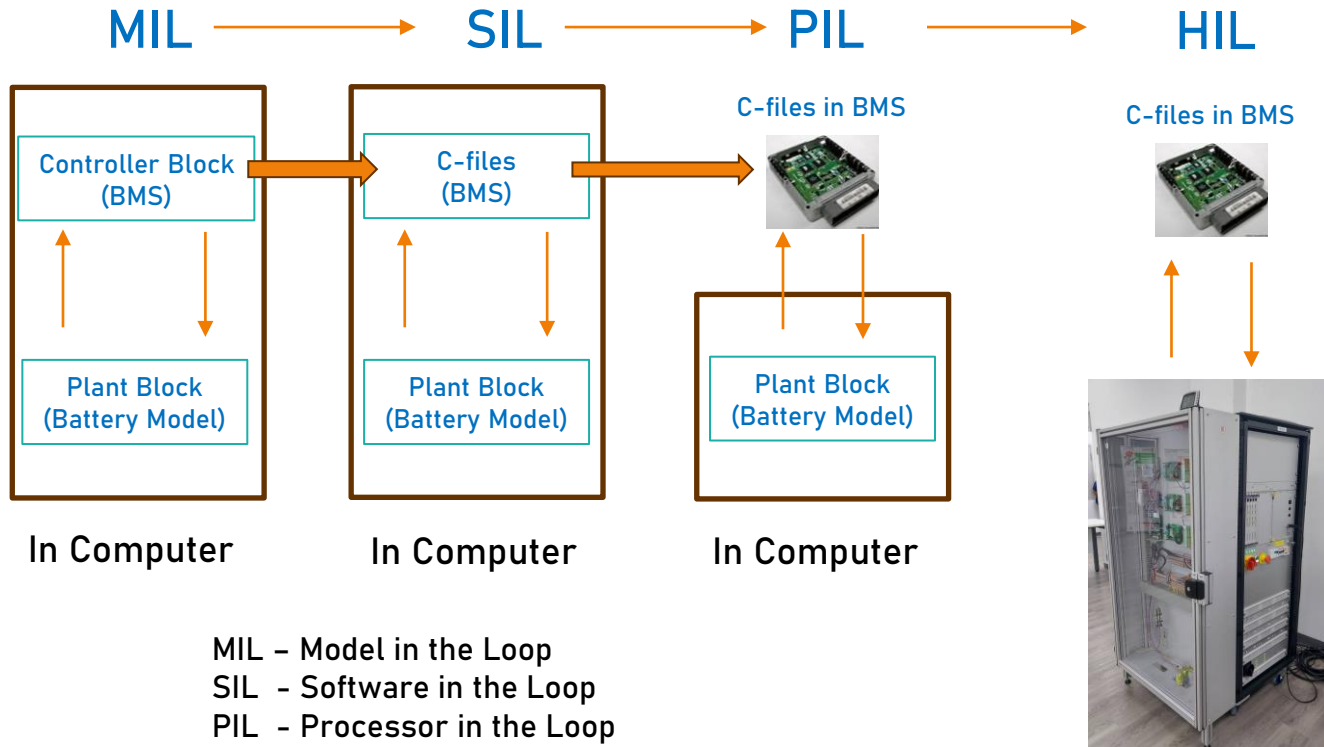 MIL
SIL
PIL
HIL
C-files in BMS
C-files in BMS
Controller Block
(BMS)
C-files
(BMS)
Plant Block
(Battery Model)
Plant Block
(Battery Model)
Plant Block
(Battery Model)
In Computer
In Computer
In Computer
MIL – Model in the Loop
SIL - Software in the Loop
PIL - Processor in the Loop